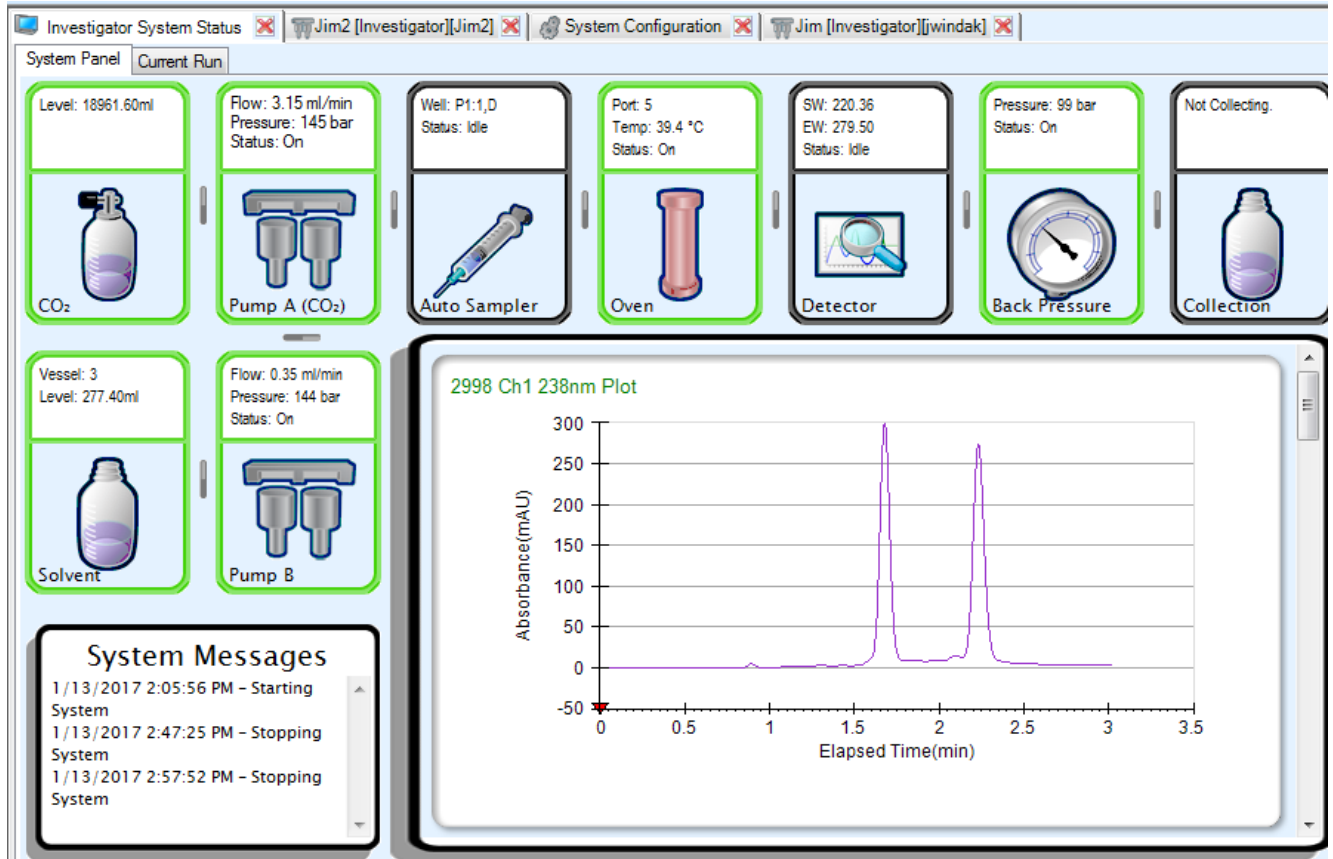 Investigator System Status
Jim2 [Investigator][Jim2]
System Configuration
Jim [Investigator][jwindak]
System Panel
Current Run
Level: 18961.60ml
CO₂
Flow: 3.15 ml/min
Pressure: 145 bar
Status: On
Pump A (CO₂)
Well: P1:1,D
Status: Idle
Auto Sampler
Port: 5
Temp: 39.4 °C
Status: On
Oven
SW: 220.36
EW: 279.50
Status: Idle
Detector
Pressure: 99 bar
Status: On
Back Pressure
Not Collecting.
Collection
Vessel: 3
Level: 277.40ml
Solvent
Flow: 0.35 ml/min
Pressure: 144 bar
Status: On
Pump B
System Messages
1/13/2017 2:05:56 PM – Starting
System
1/13/2017 2:47:25 PM – Stopping
System
1/13/2017 2:57:52 PM – Stopping
System
2998 Ch1 238nm Plot
Absorbance(mAU)
300
250
200
150
100
50
0
-50
0 0.5 1 1.5 2 2.5 3 3.5
Elapsed Time(min)